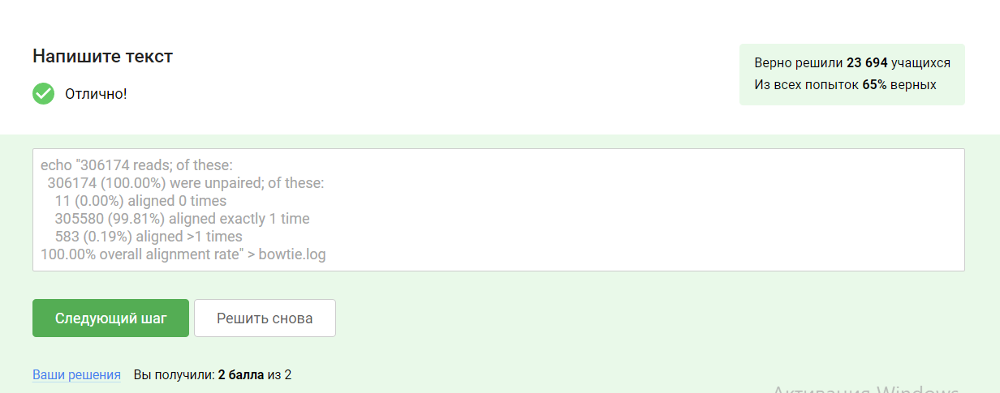 Напишите текст
Отлично!
Верно решили 23 694 учащихся
Из всех попыток 65% верных
echo "306174 reads; of these:
  306174 (100.00%) were unpaired; of these:
    11 (0.00%) aligned 0 times
    305580 (99.81%) aligned exactly 1 time
    583 (0.19%) aligned >1 times
100.00% overall alignment rate" > bowtie.log
Следующий шаг
Решить снова
Ваши решения Вы получили: 2 балла из 2
Активация Windows